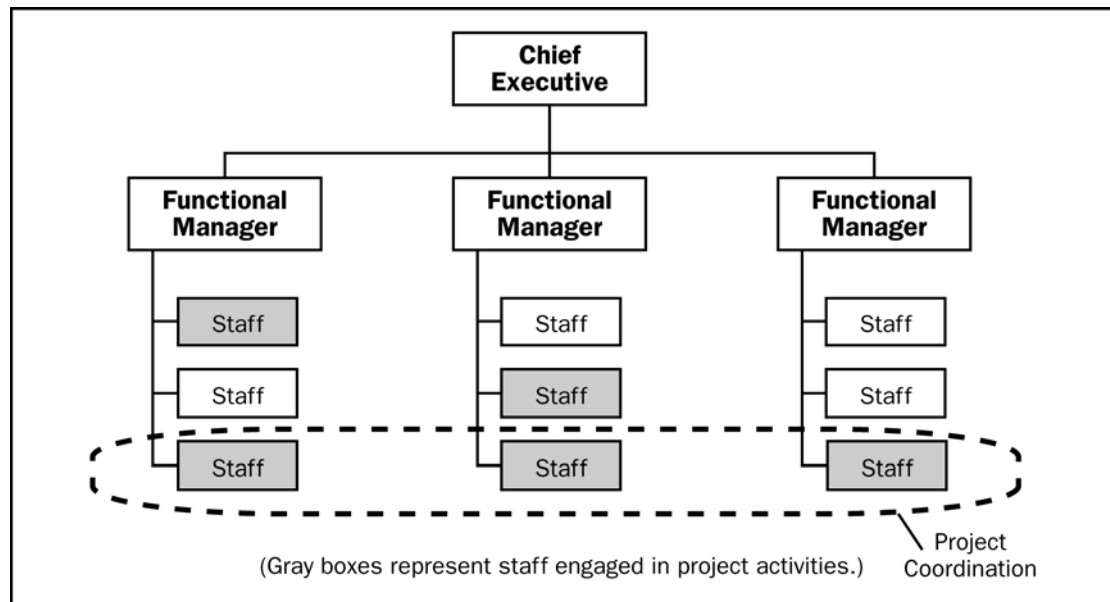 Chief
Executive
Functional
Manager
Functional
Manager
Functional
Manager
Staff
Staff
Staff
Staff
Staff
Staff
Staff
Staff
Staff
(Gray boxes represent staff engaged in project activities.)
Project
Coordination